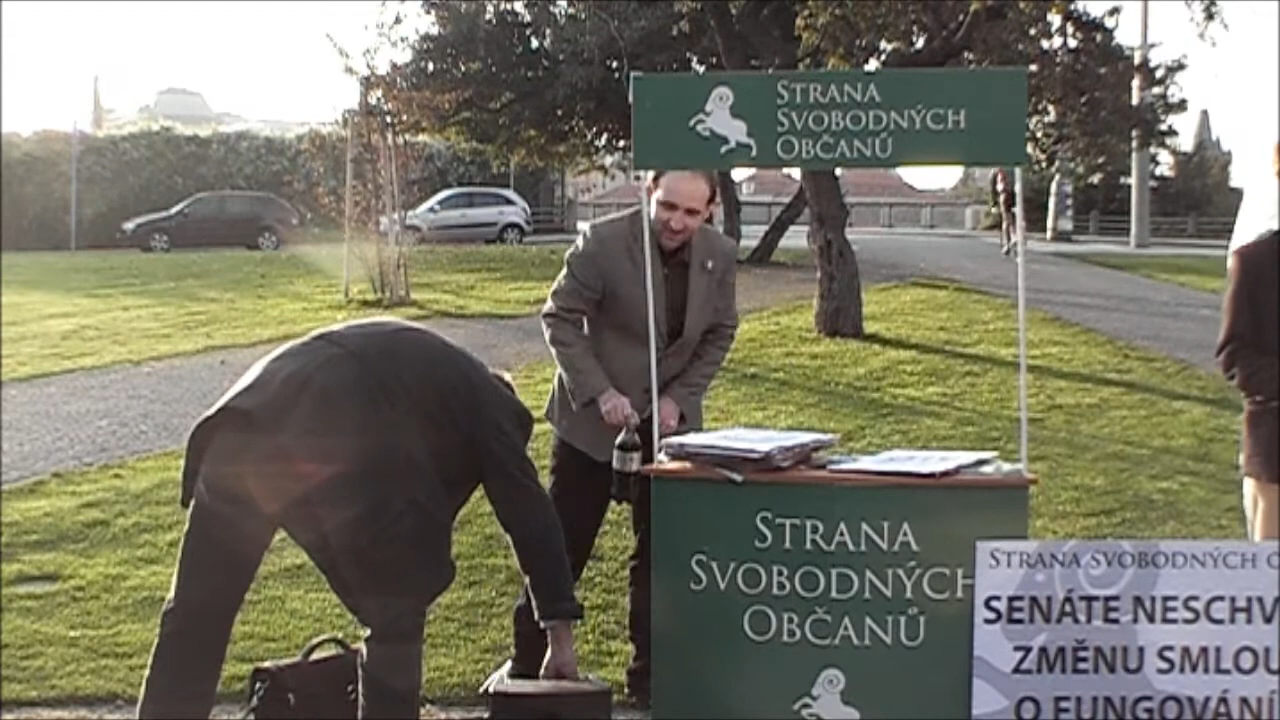 STRANA
SVOBODNÝCH
OBČANŮ
STRANA
SVOBODNÝCH
OBČANŮ
STRANA SVOBODNÝCH O
SENÁTE NESCHV
ZMĚNU SMLOU
O FUNGOVÁNÍ